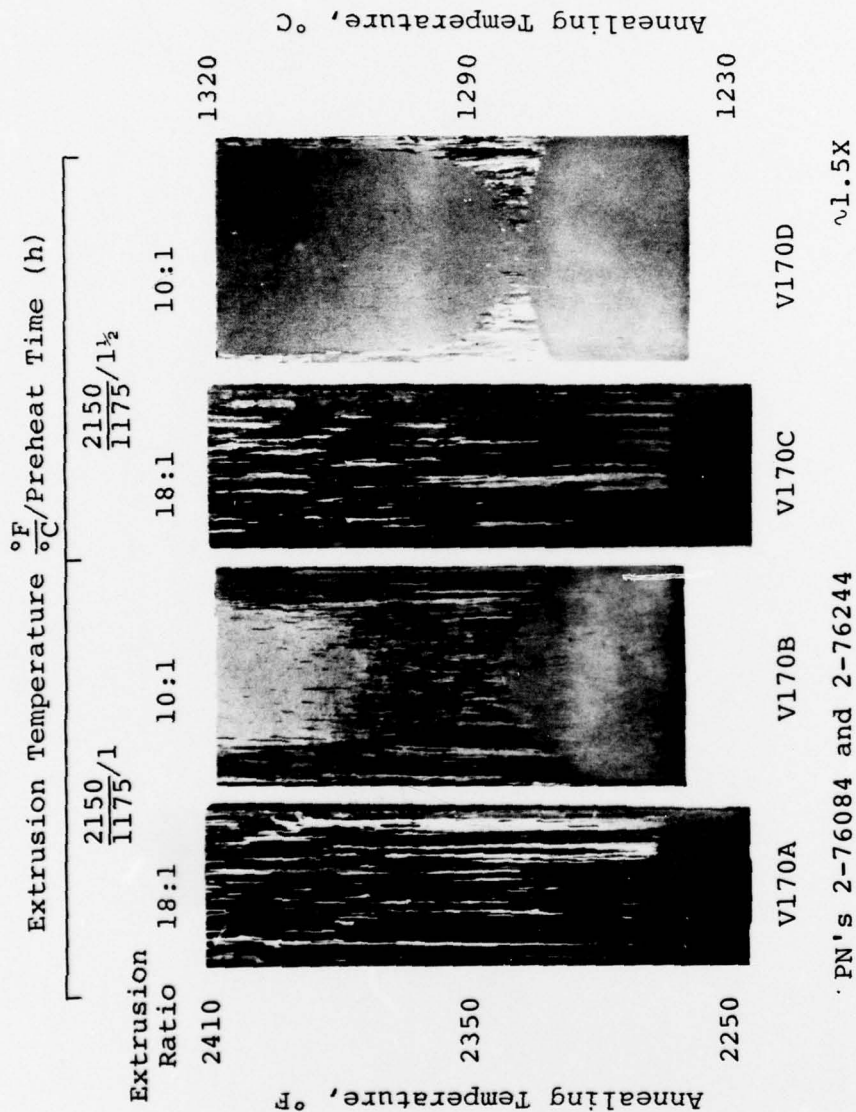 Extrusion Temperature °F/°C/Preheat Time (h)
2150/1175/1
2150/1175/1½
Extrusion
Ratio
18:1
10:1
18:1
10:1
2410
2350
2250
Annealing Temperature, °F
1320
1290
1230
Annealing Temperature, °C
V170A
V170B
V170C
V170D
PN's 2-76084 and 2-76244
~1.5X